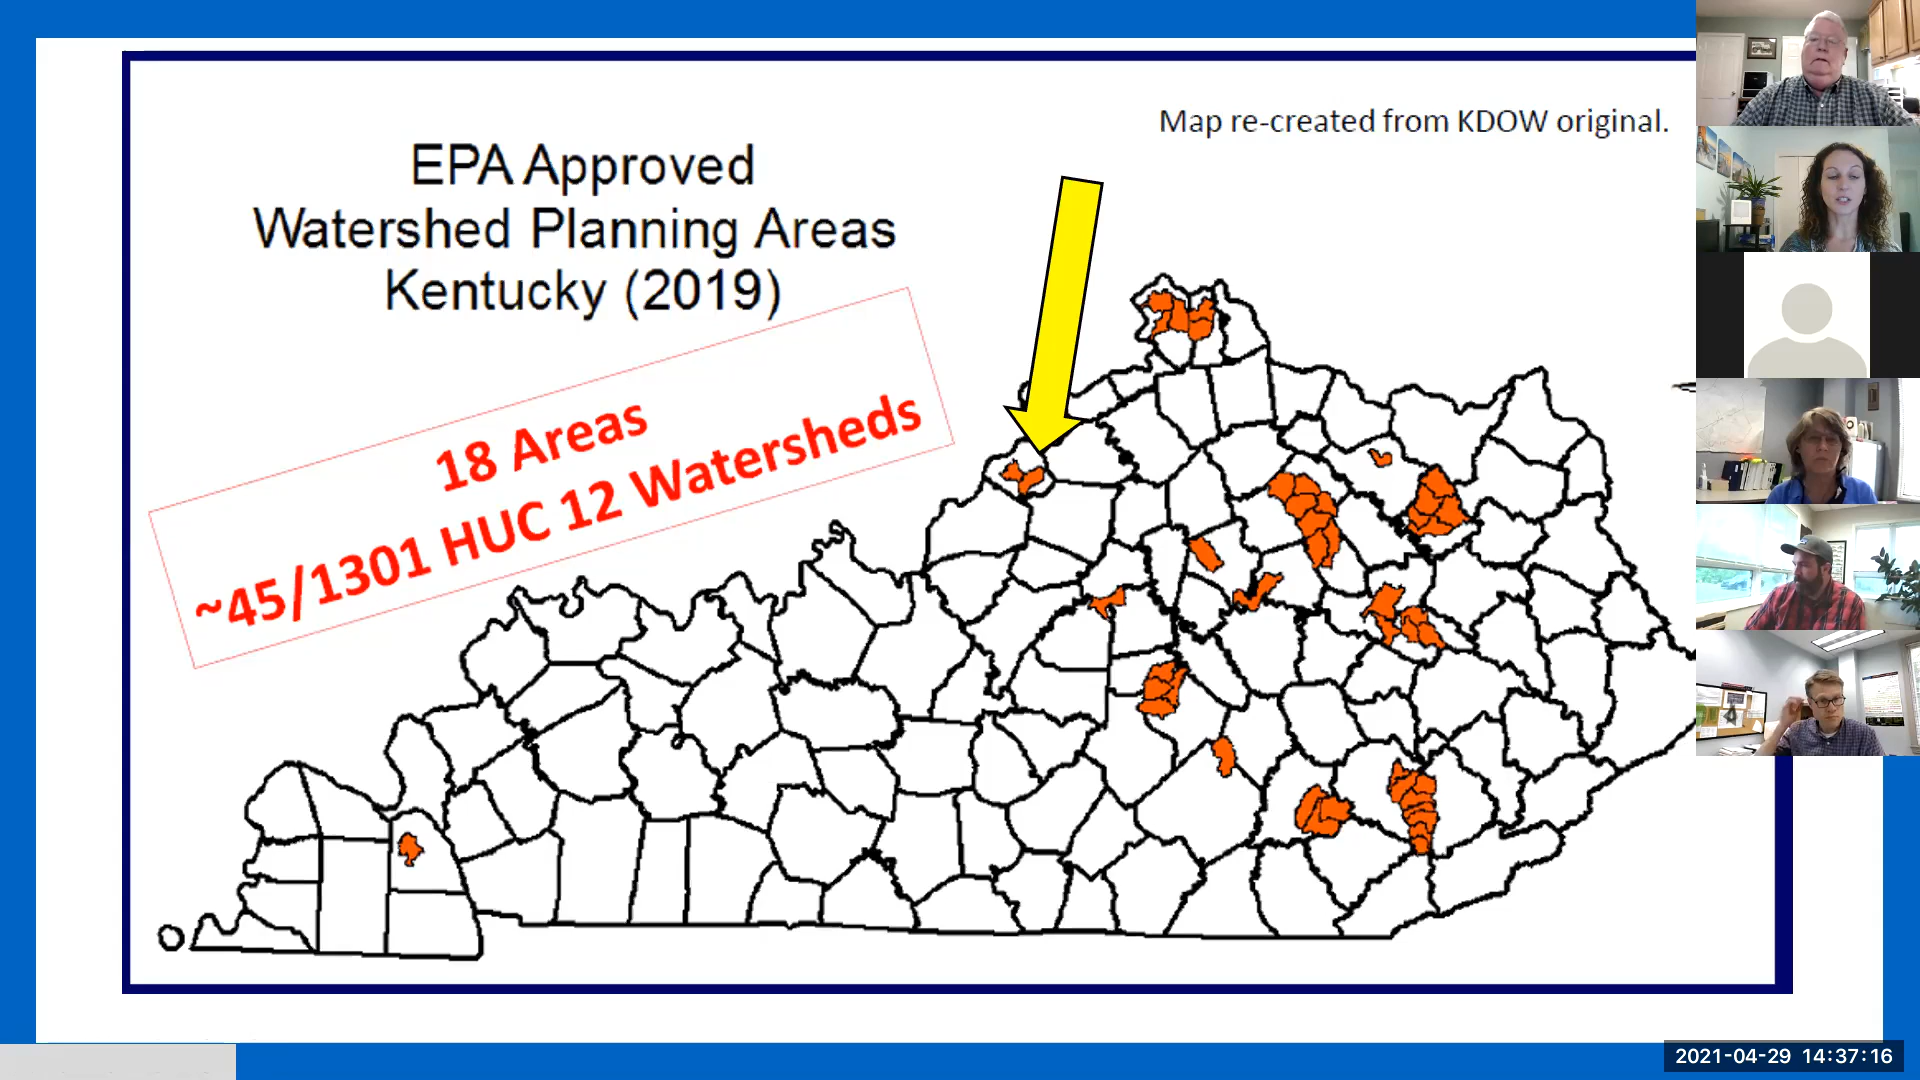 Map re-created from KDOW original.
EPA Approved
Watershed Planning Areas
Kentucky (2019)
18 Areas
~45/1301 HUC 12 Watersheds
2021-04-29 14:37:16